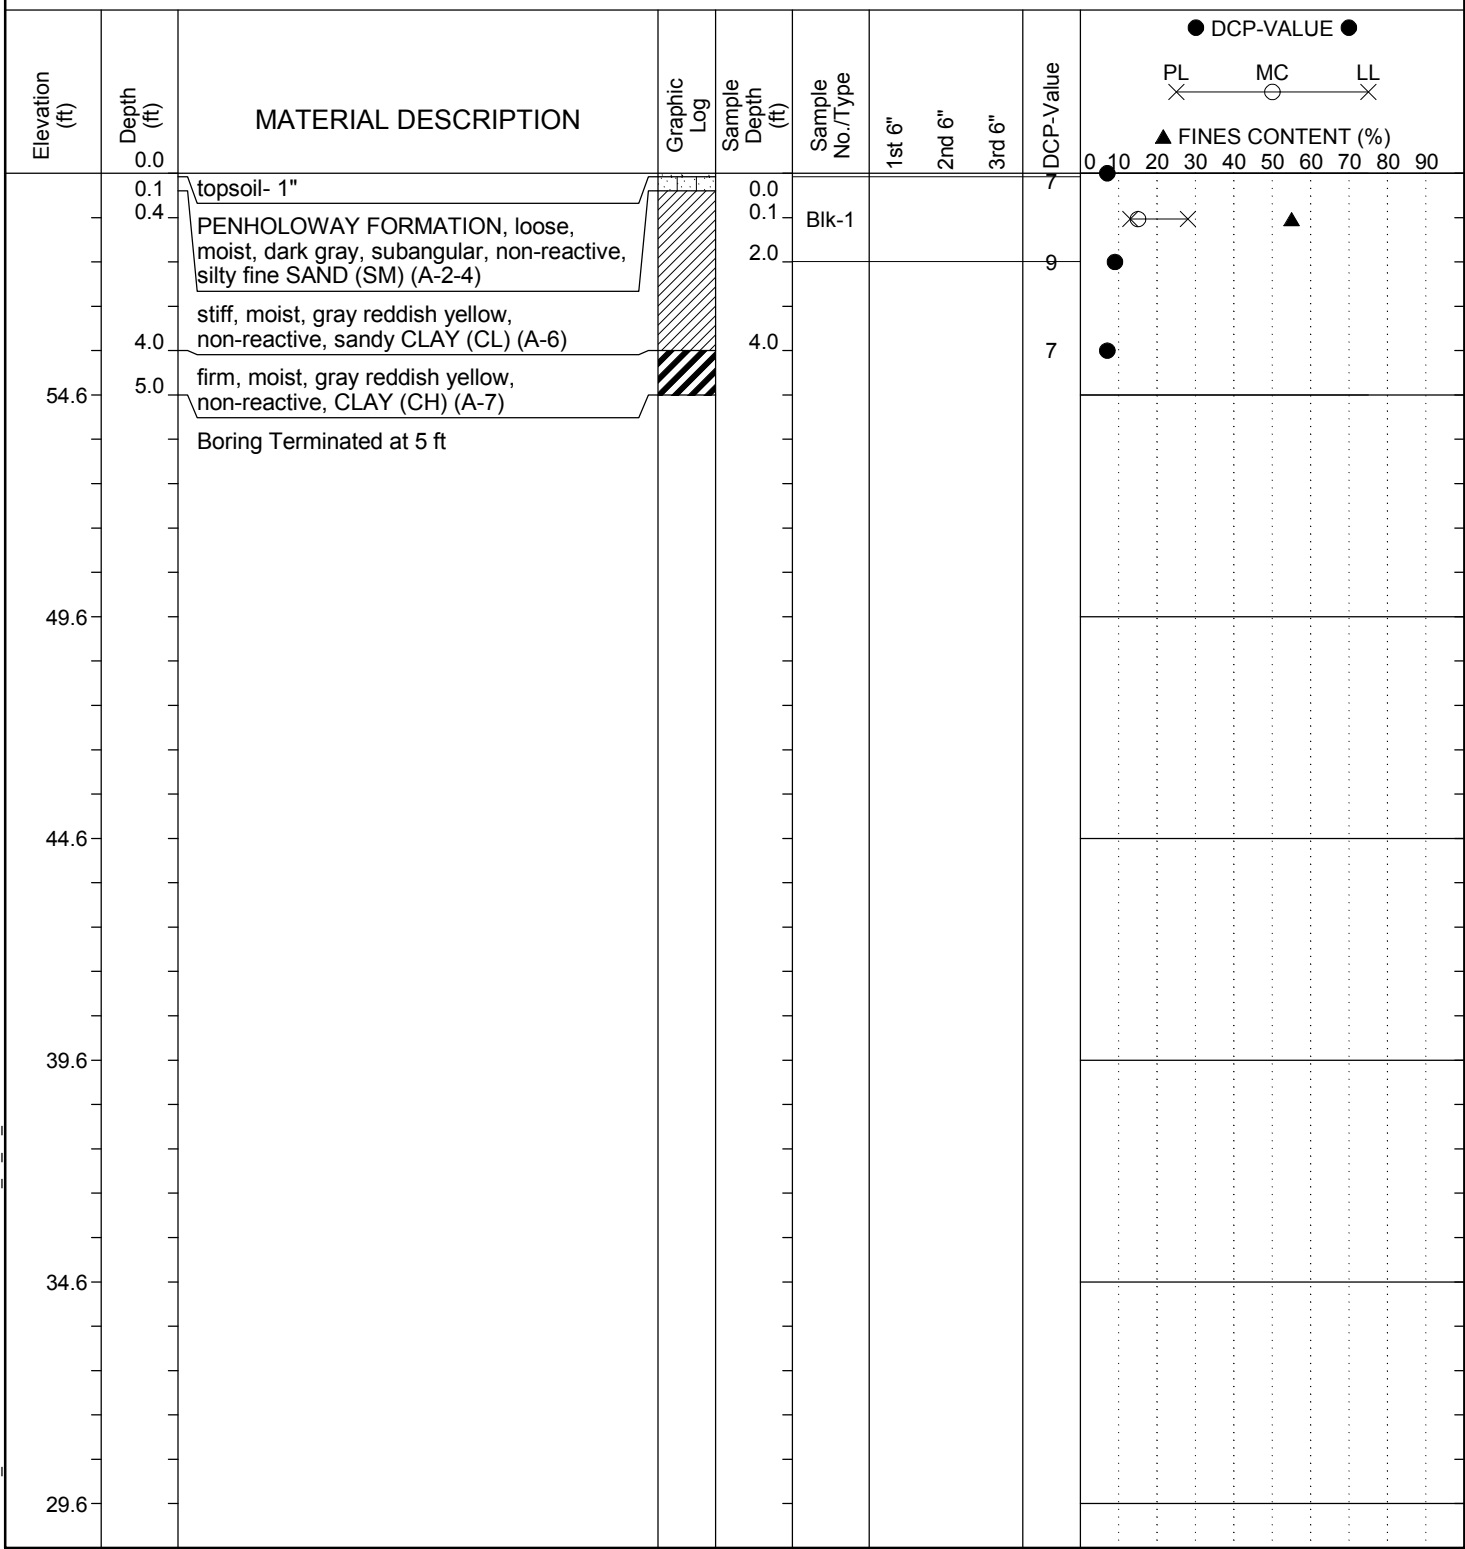 Elevation
(ft)
Depth
(ft)
0.0
MATERIAL DESCRIPTION
Graphic
Log
Sample
Depth
(ft)
Sample
No./Type
1st 6"
2nd 6"
3rd 6"
DCP-Value
● DCP-VALUE ●
PL MC LL
▲ FINES CONTENT (%)
0 10 20 30 40 50 60 70 80 90
0.1 topsoil- 1" 0.0 7
0.4 0.1 Blk-1
PENHOLOWAY FORMATION, loose,
moist, dark gray, subangular, non-reactive,
silty fine SAND (SM) (A-2-4)
2.0 9
stiff, moist, gray reddish yellow,
non-reactive, sandy CLAY (CL) (A-6)
4.0 4.0 7
firm, moist, gray reddish yellow,
non-reactive, CLAY (CH) (A-7)
54.6 5.0
Boring Terminated at 5 ft
49.6
44.6
39.6
34.6
29.6